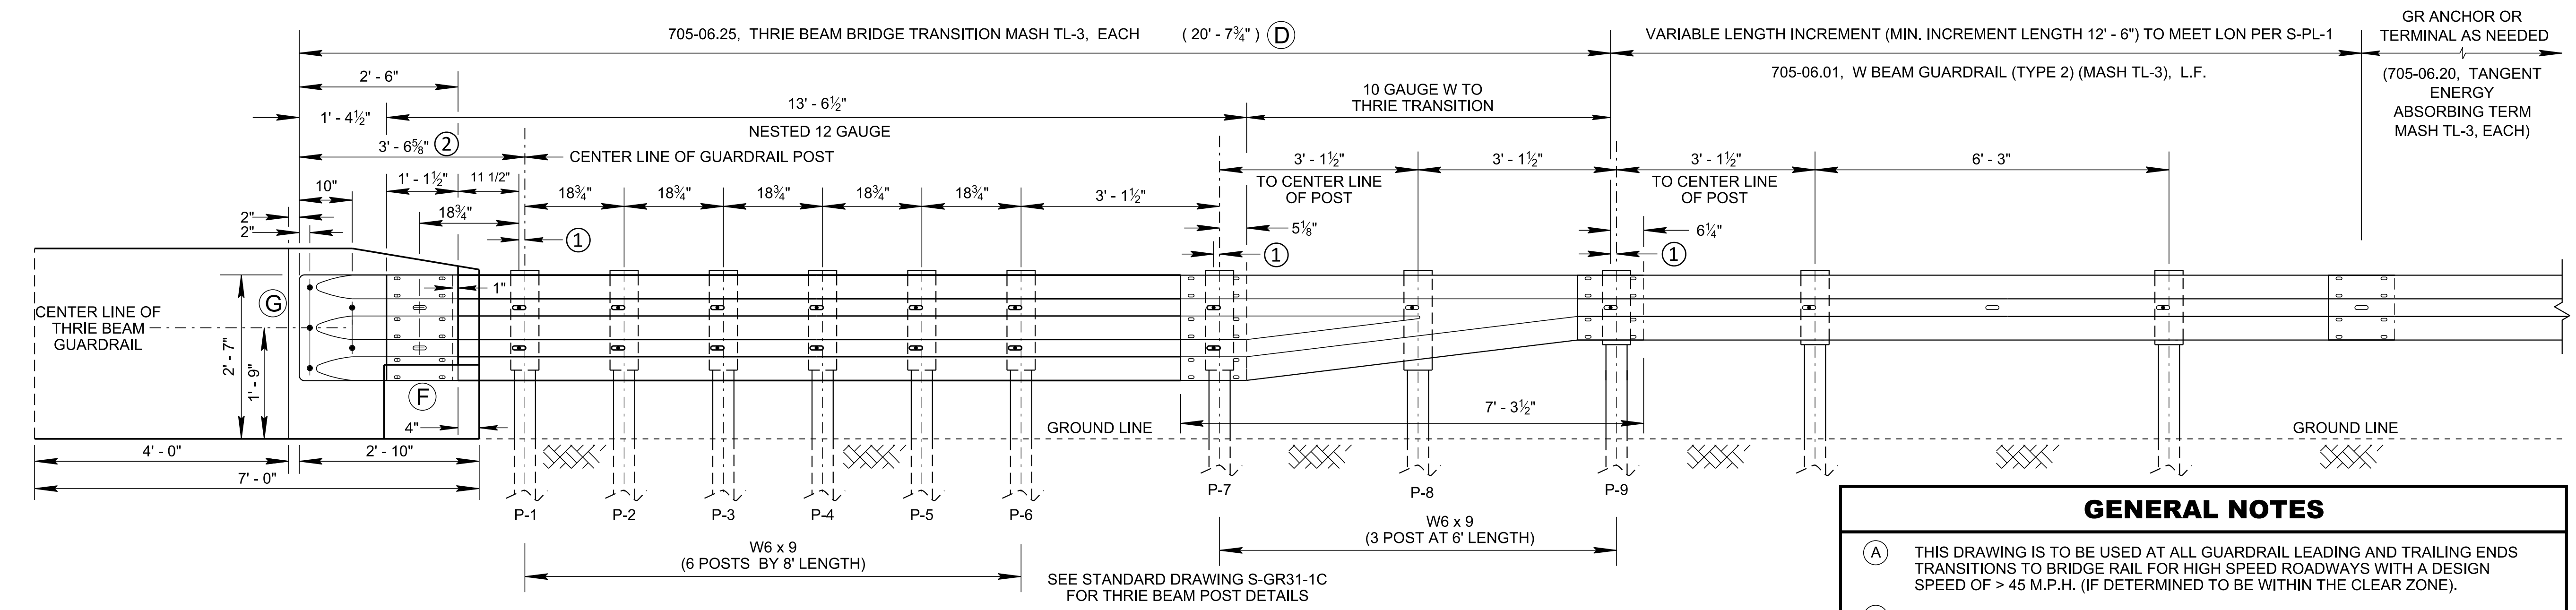 705-06.25, THRIE BEAM BRIDGE TRANSITION MASH TL-3, EACH ( 20' - 7¾" ) D
VARIABLE LENGTH INCREMENT (MIN. INCREMENT LENGTH 12' - 6") TO MEET LON PER S-PL-1
GR ANCHOR OR
TERMINAL AS NEEDED
705-06.01, W BEAM GUARDRAIL (TYPE 2) (MASH TL-3), L.F.
(705-06.20, TANGENT
ENERGY
ABSORBING TERM
MASH TL-3, EACH)
2' - 6"
13' - 6½"
10 GAUGE W TO
THRIE TRANSITION
1' - 4½"
NESTED 12 GAUGE
3' - 6⅝" 2
CENTER LINE OF GUARDRAIL POST
3' - 1½"
3' - 1½"
3' - 1½"
6' - 3"
10"
1' - 1½"
11 1/2"
TO CENTER LINE
OF POST
TO CENTER LINE
OF POST
18¾"
18¾"
18¾"
18¾"
18¾"
18¾"
3' - 1½"
2"
2"
1
5⅛"
6¼"
1
1
1"
G
CENTER LINE OF
THRIE BEAM
GUARDRAIL
2' - 7"
1' - 9"
F
4"
7' - 3½"
GROUND LINE
GROUND LINE
4' - 0"
2' - 10"
7' - 0"
P-1
P-2
P-3
P-4
P-5
P-6
P-7
P-8
P-9
W6 x 9
(6 POSTS BY 8' LENGTH)
W6 x 9
(3 POST AT 6' LENGTH)
SEE STANDARD DRAWING S-GR31-1C
FOR THRIE BEAM POST DETAILS
GENERAL NOTES
A THIS DRAWING IS TO BE USED AT ALL GUARDRAIL LEADING AND TRAILING ENDS
TRANSITIONS TO BRIDGE RAIL FOR HIGH SPEED ROADWAYS WITH A DESIGN
SPEED OF > 45 M.P.H. (IF DETERMINED TO BE WITHIN THE CLEAR ZONE).